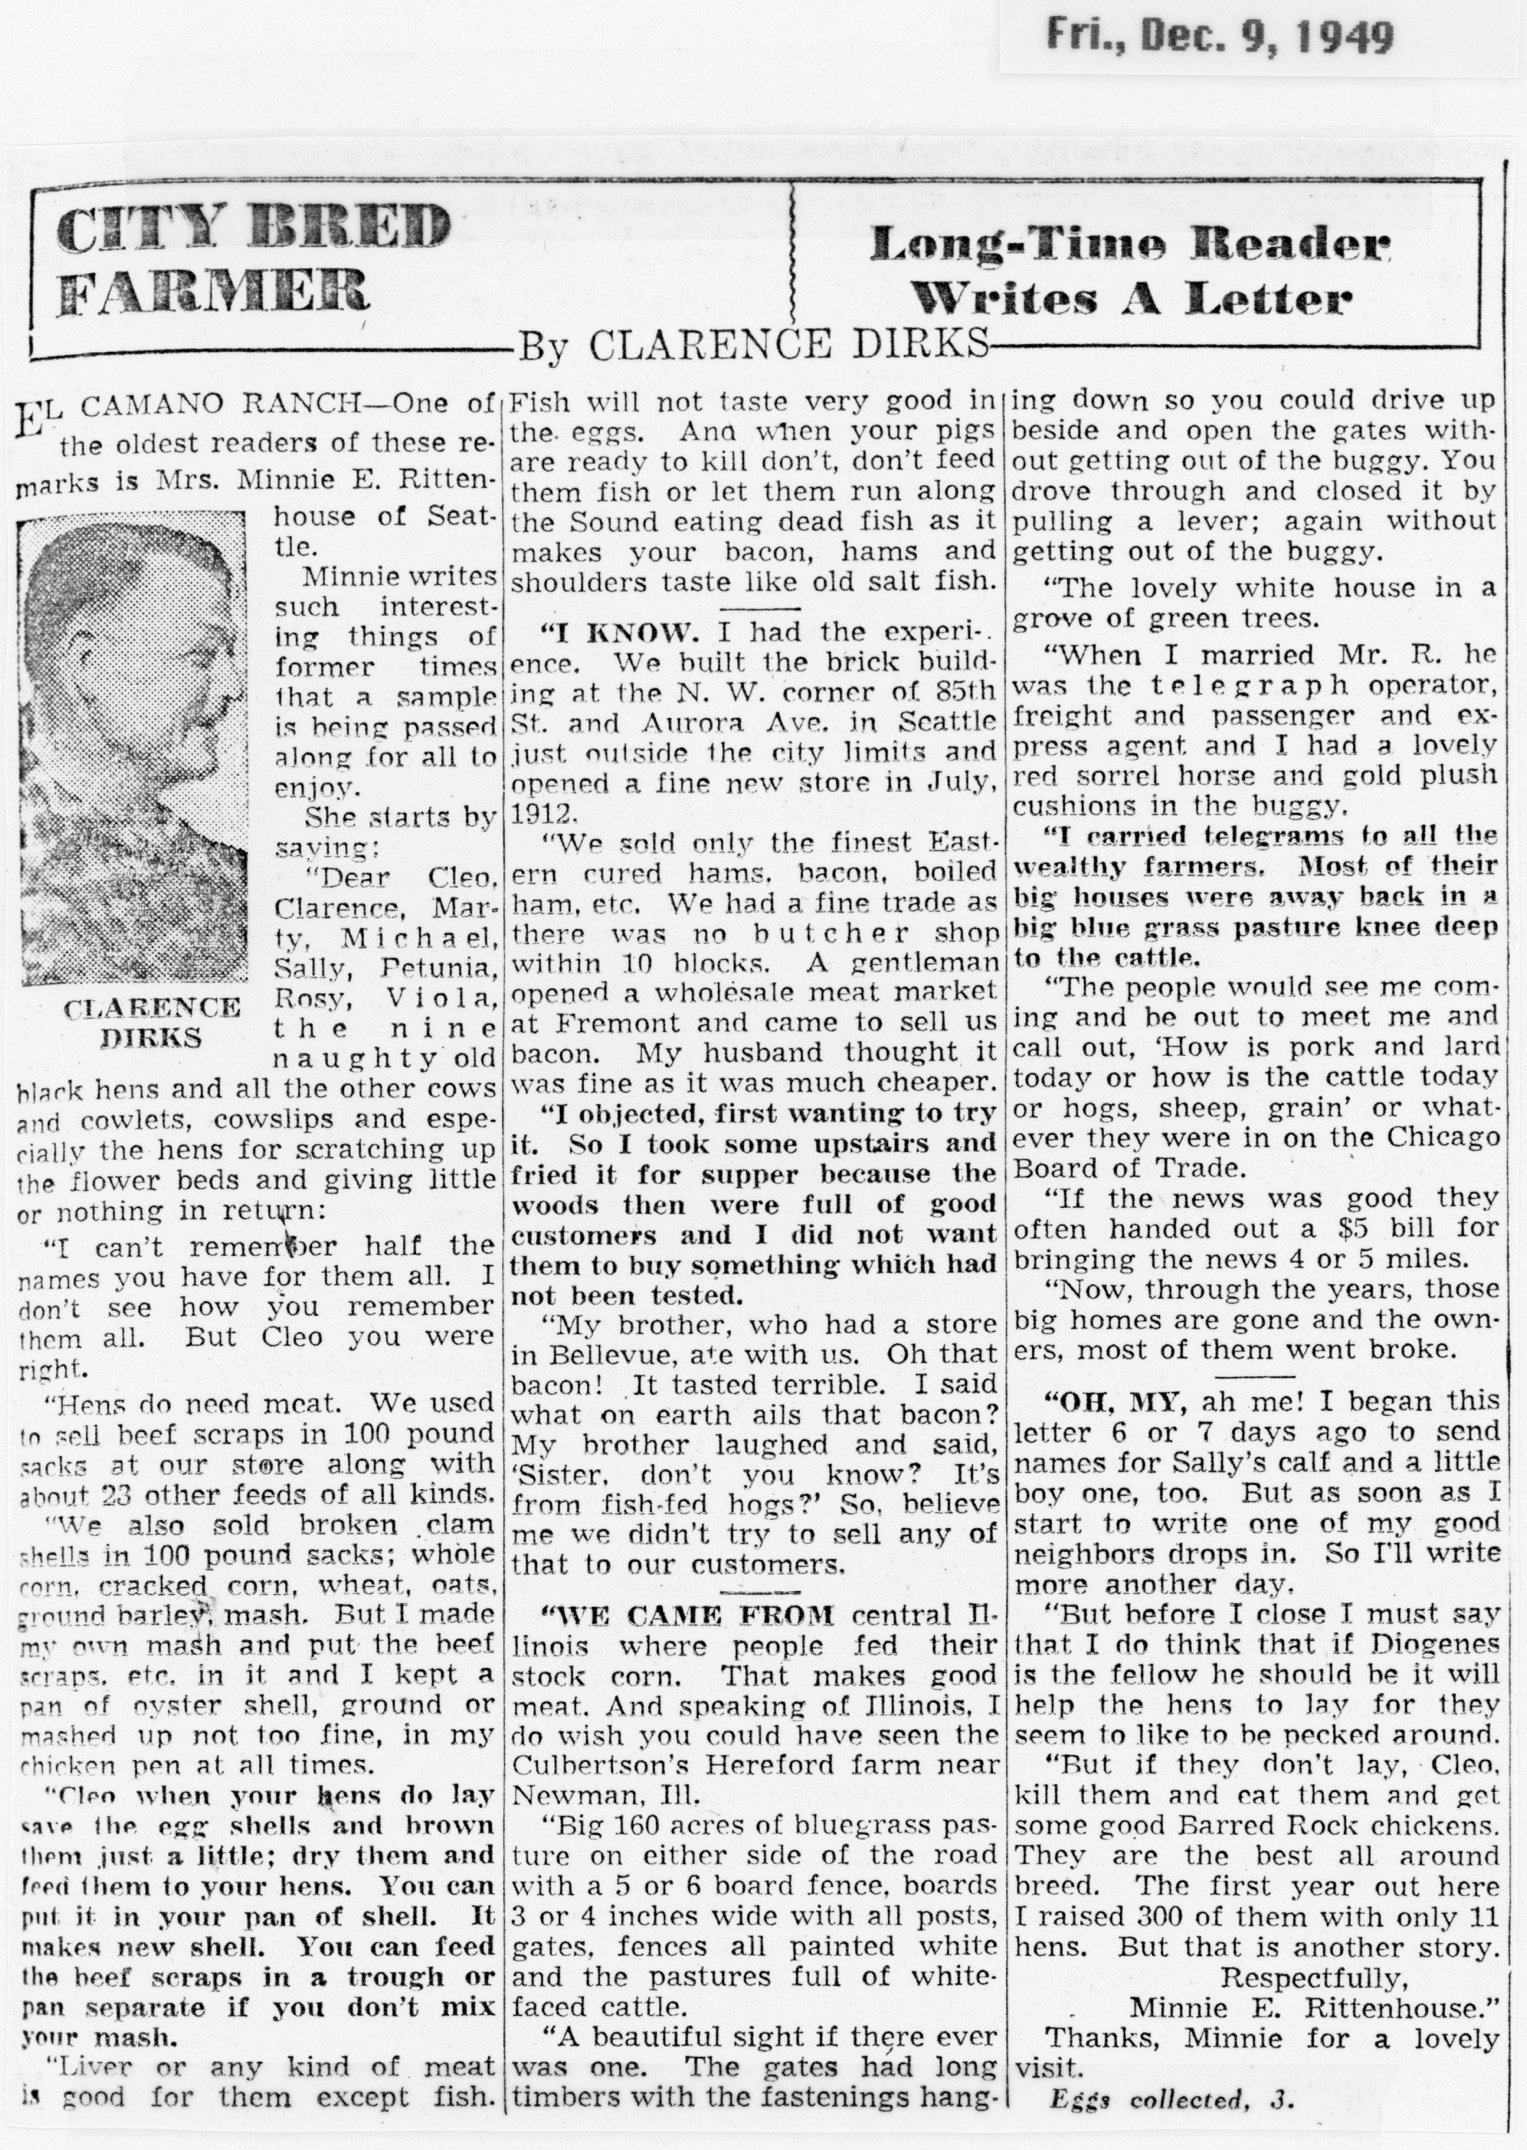 Fri., Dec. 9, 1949
CITY BRED
FARMER
Long-Time Reader
Writes A Letter
By CLARENCE DIRKS
EL CAMANO RANCH—One of
the oldest readers of these re-
marks is Mrs. Minnie E. Ritten-
house of Seat-
tle.
Minnie writes
such interest-
ing things of
former times
that a sample
is being passed
along for all to
enjoy.
She starts by
saying:
"Dear Cleo,
Clarence, Mar-
ty, Michael,
Sally, Petunia,
Rosy, Viola,
the nine
naughty old
CLARENCE
DIRKS
black hens and all the other cows
and cowlets, cowslips and espe-
cially the hens for scratching up
the flower beds and giving little
or nothing in return:
"I can't remember half the
names you have for them all. I
don't see how you remember
them all. But Cleo you were
right.
"Hens do need meat. We used
to sell beef scraps in 100 pound
sacks at our store along with
about 23 other feeds of all kinds.
"We also sold broken clam
shells in 100 pound sacks; whole
corn, cracked corn, wheat, oats,
ground barley, mash. But I made
my own mash and put the beef
scraps, etc. in it and I kept a
pan of oyster shell, ground or
mashed up not too fine, in my
chicken pen at all times.
"Cleo when your hens do lay
save the egg shells and brown
them just a little; dry them and
feed them to your hens. You can
put it in your pan of shell. It
makes new shell. You can feed
the beef scraps in a trough or
pan separate if you don't mix
your mash.
"Liver or any kind of meat
is good for them except fish.
Fish will not taste very good in
the eggs. And when your pigs
are ready to kill don't, don't feed
them fish or let them run along
the Sound eating dead fish as it
makes your bacon, hams and
shoulders taste like old salt fish.
"I KNOW. I had the experi-
ence. We built the brick build-
ing at the N. W. corner of 85th
St. and Aurora Ave. in Seattle
just outside the city limits and
opened a fine new store in July,
1912.
"We sold only the finest East-
ern cured hams, bacon, boiled
ham, etc. We had a fine trade as
there was no butcher shop
within 10 blocks. A gentleman
opened a wholesale meat market
at Fremont and came to sell us
bacon. My husband thought it
was fine as it was much cheaper.
"I objected, first wanting to try
it. So I took some upstairs and
fried it for supper because the
woods then were full of good
customers and I did not want
them to buy something which had
not been tested.
"My brother, who had a store
in Bellevue, ate with us. Oh that
bacon! It tasted terrible. I said
what on earth ails that bacon?
My brother laughed and said,
'Sister, don't you know? It's
from fish-fed hogs?' So, believe
me we didn't try to sell any of
that to our customers.
"WE CAME FROM central Il-
linois where people fed their
stock corn. That makes good
meat. And speaking of Illinois, I
do wish you could have seen the
Culbertson's Hereford farm near
Newman, Ill.
"Big 160 acres of bluegrass pas-
ture on either side of the road
with a 5 or 6 board fence, boards
3 or 4 inches wide with all posts,
gates, fences all painted white
and the pastures full of white-
faced cattle.
"A beautiful sight if there ever
was one. The gates had long
timbers with the fastenings hang-
ing down so you could drive up
beside and open the gates with-
out getting out of the buggy. You
drove through and closed it by
pulling a lever; again without
getting out of the buggy.
"The lovely white house in a
grove of green trees.
"When I married Mr. R. he
was the telegraph operator,
freight and passenger and ex-
press agent and I had a lovely
red sorrel horse and gold plush
cushions in the buggy.
"I carried telegrams to all the
wealthy farmers. Most of their
big houses were away back in a
big blue grass pasture knee deep
to the cattle.
"The people would see me com-
ing and be out to meet me and
call out, 'How is pork and lard
today or how is the cattle today
or hogs, sheep, grain' or what-
ever they were in on the Chicago
Board of Trade.
"If the news was good they
often handed out a $5 bill for
bringing the news 4 or 5 miles.
"Now, through the years, those
big homes are gone and the own-
ers, most of them went broke.
"OH, MY, ah me! I began this
letter 6 or 7 days ago to send
names for Sally's calf and a little
boy one, too. But as soon as I
start to write one of my good
neighbors drops in. So I'll write
more another day.
"But before I close I must say
that I do think that if Diogenes
is the fellow he should be it will
help the hens to lay for they
seem to like to be pecked around.
"But if they don't lay, Cleo,
kill them and eat them and get
some good Barred Rock chickens.
They are the best all around
breed. The first year out here
I raised 300 of them with only 11
hens. But that is another story.
Respectfully,
Minnie E. Rittenhouse."
Thanks, Minnie for a lovely
visit.
Eggs collected, 3.